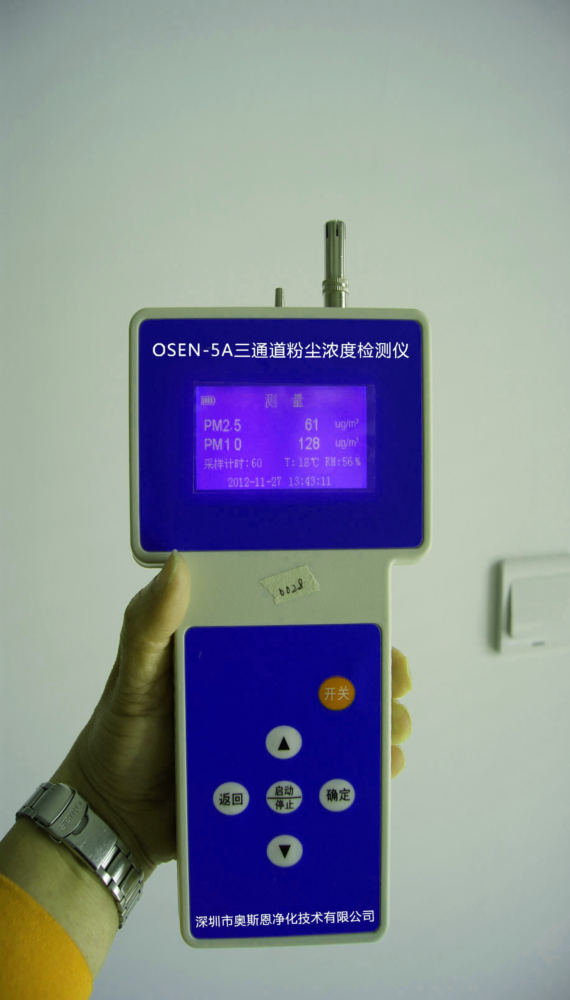 OSEN-5A三通道粉尘浓度检测仪
测 量
PM2.5 61 ug/m³
PM10 128 ug/m³
采样计时:60 T:18℃ RH:56%
2012-11-27 13:43:11
6028
开关
▲
返回
启动
停止
确定
▼
SEIKO
深圳市奥斯恩净化技术有限公司